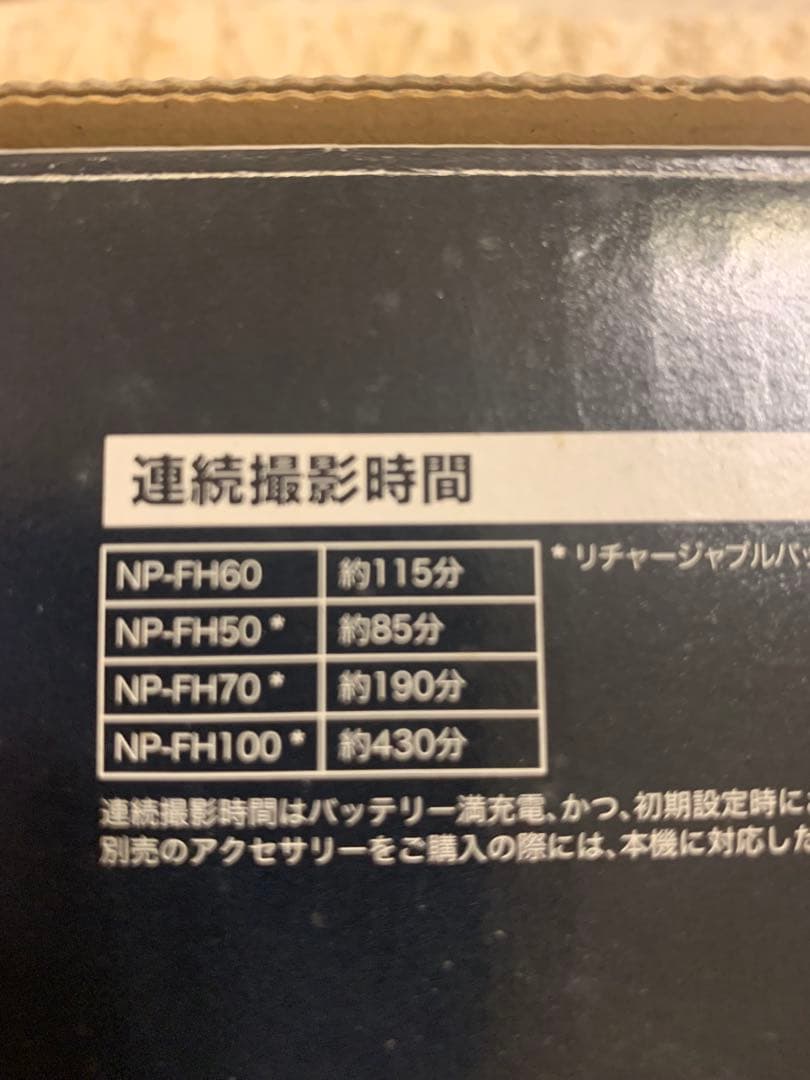 連続撮影時間
NP-FH60 約115分
NP-FH50* 約85分
NP-FH70* 約190分
NP-FH100* 約430分
*リチャージャブルバッ
連続撮影時間はバッテリー満充電、かつ、初期設定時に
別売のアクセサリーをご購入の際には、本機に対応した